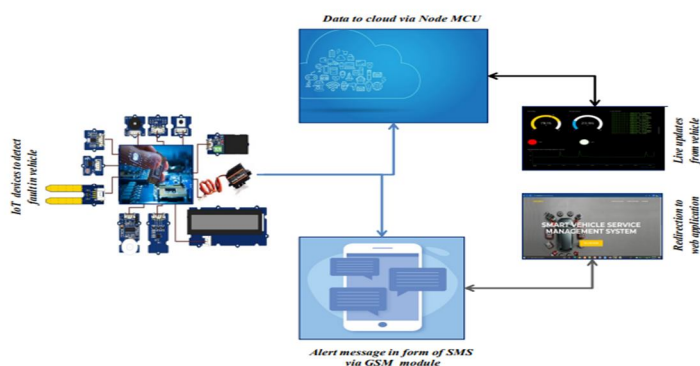 Data to cloud via Node MCU
IoT devices to detect
fault in vehicle
Live updates
from vehicle
SMART VEHICLE SERVICE
MANAGEMENT SYSTEM
Redirection to
web application
Alert message in form of SMS
via GSM module